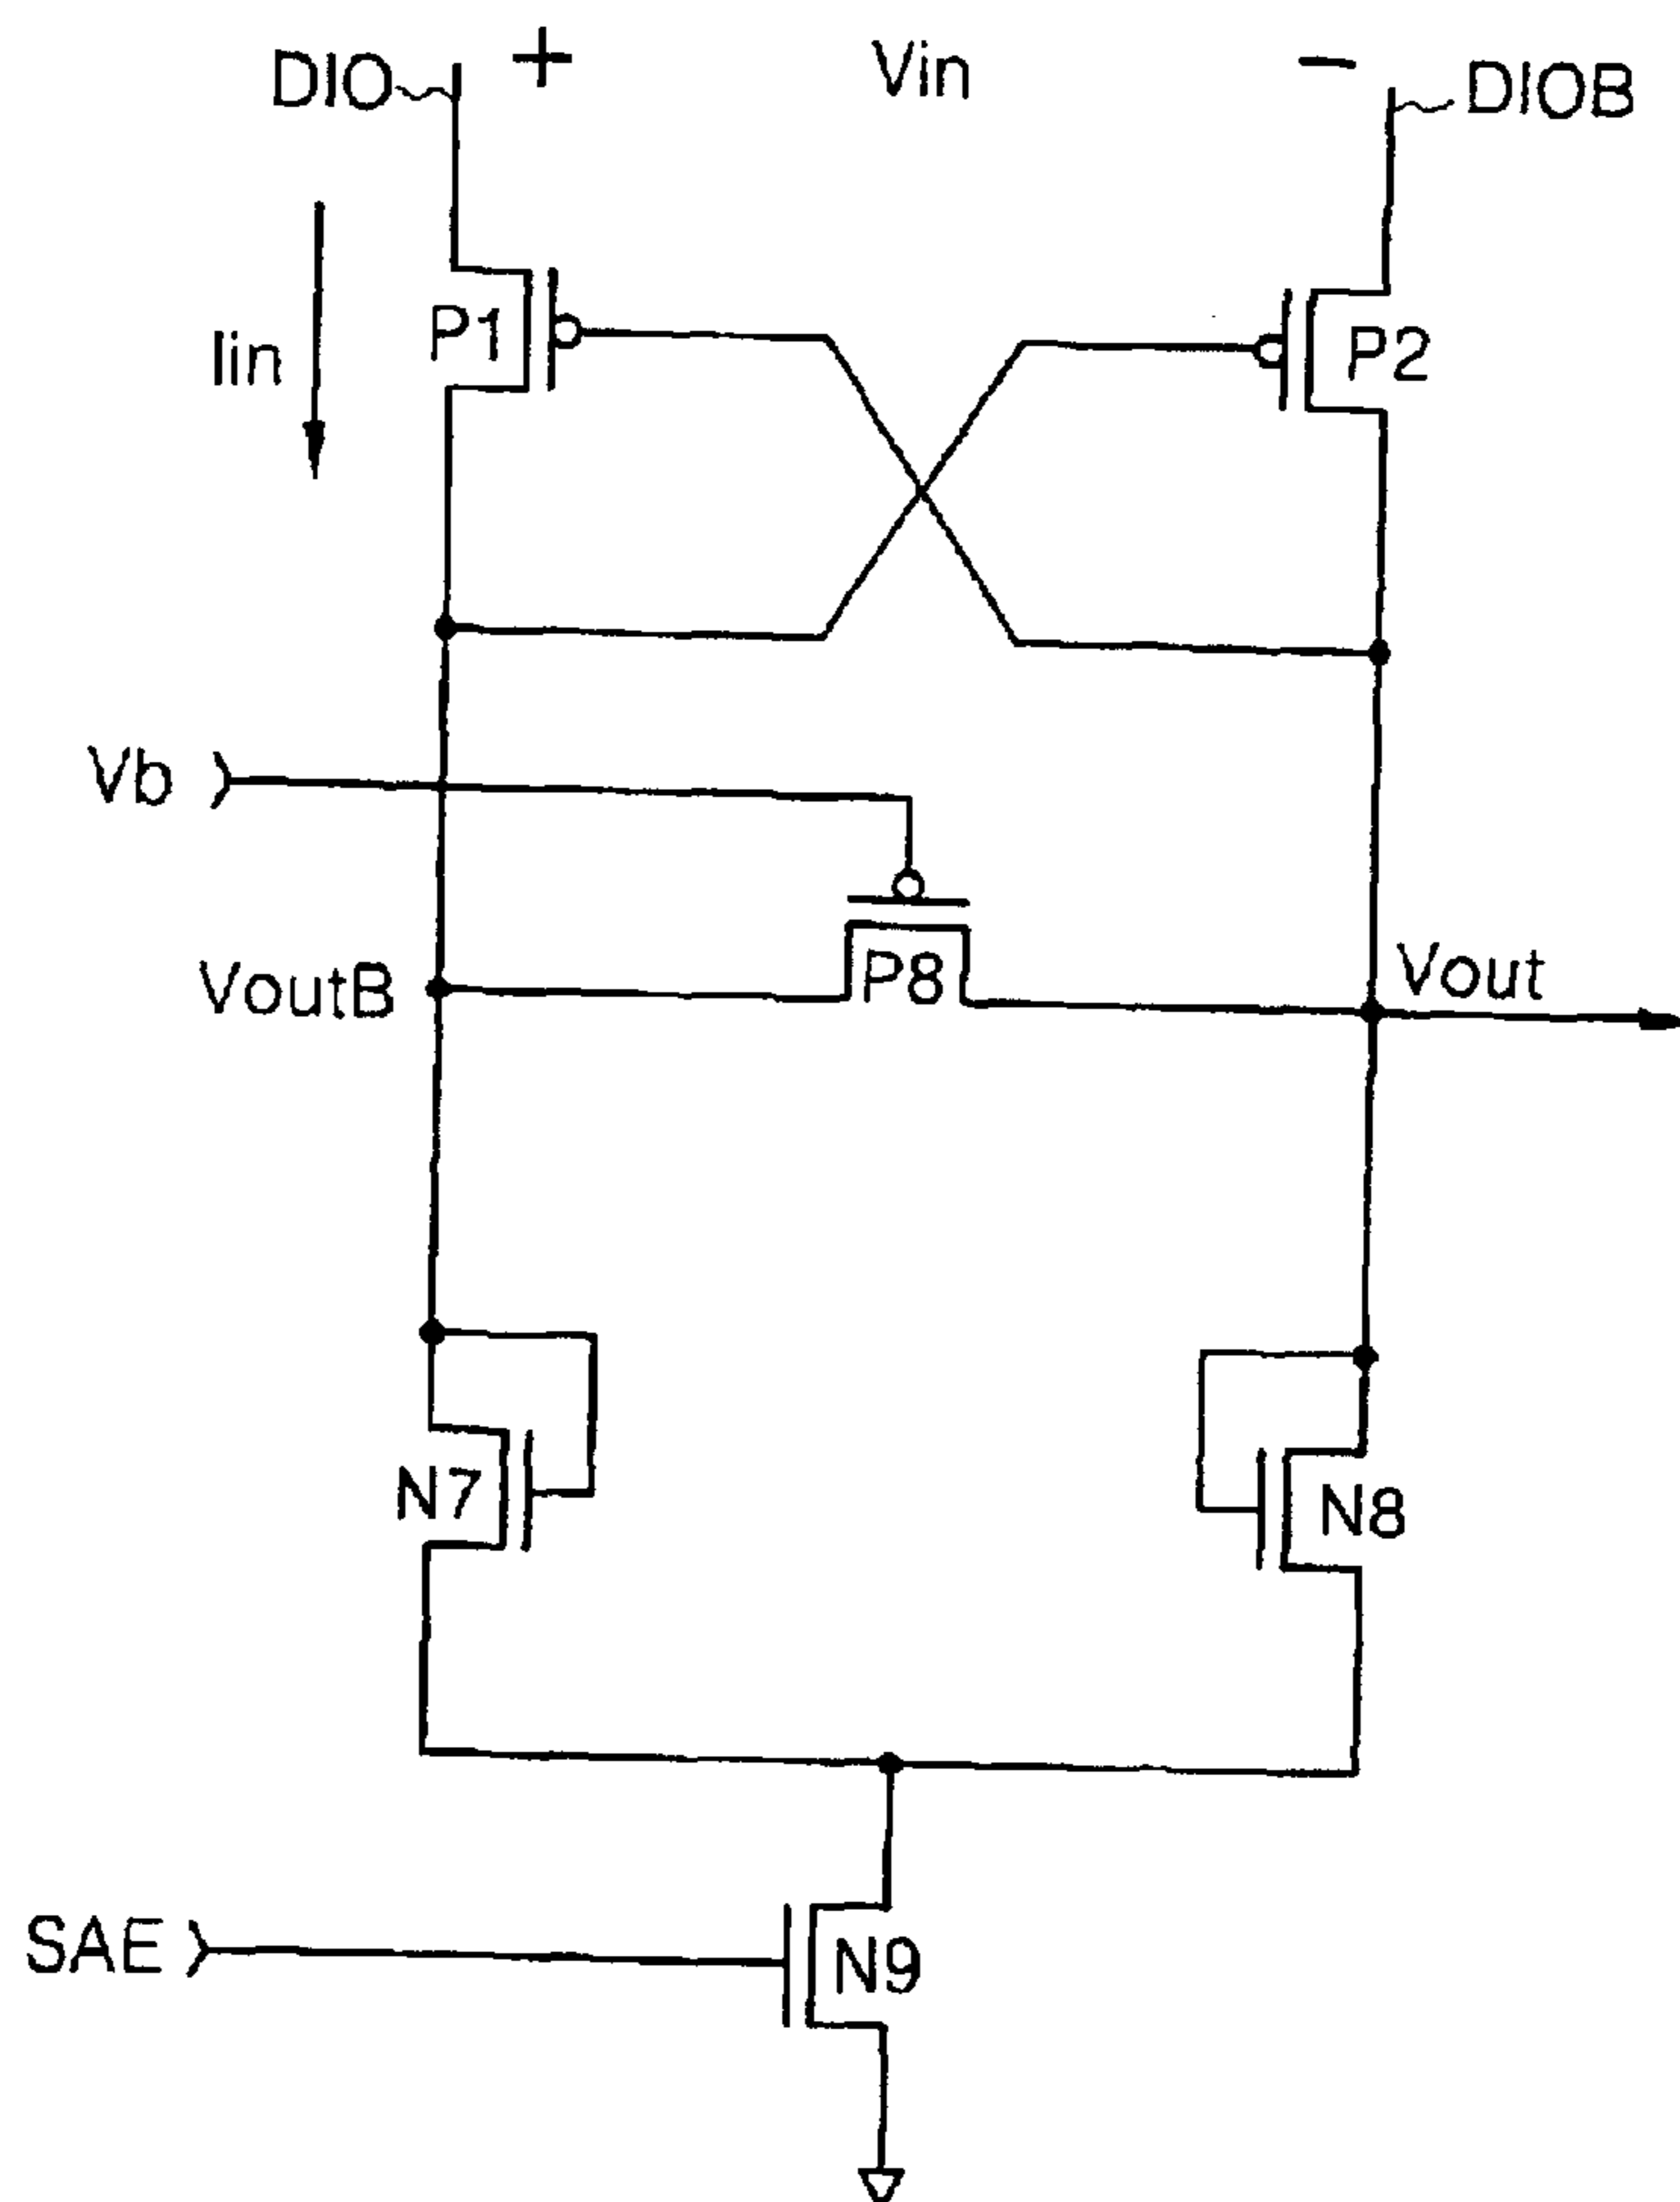 DIO + Vin - DIOB
Iin P1 P2
Vb
VoutB P8 Vout
N7 N8
SAE N9